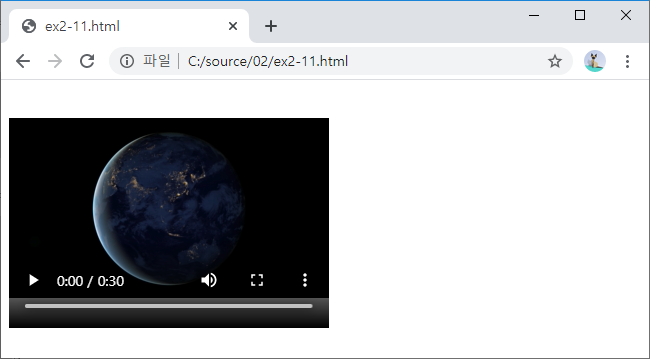 ex2-11.html
파일 C:/source/02/ex2-11.html
0:00 / 0:30